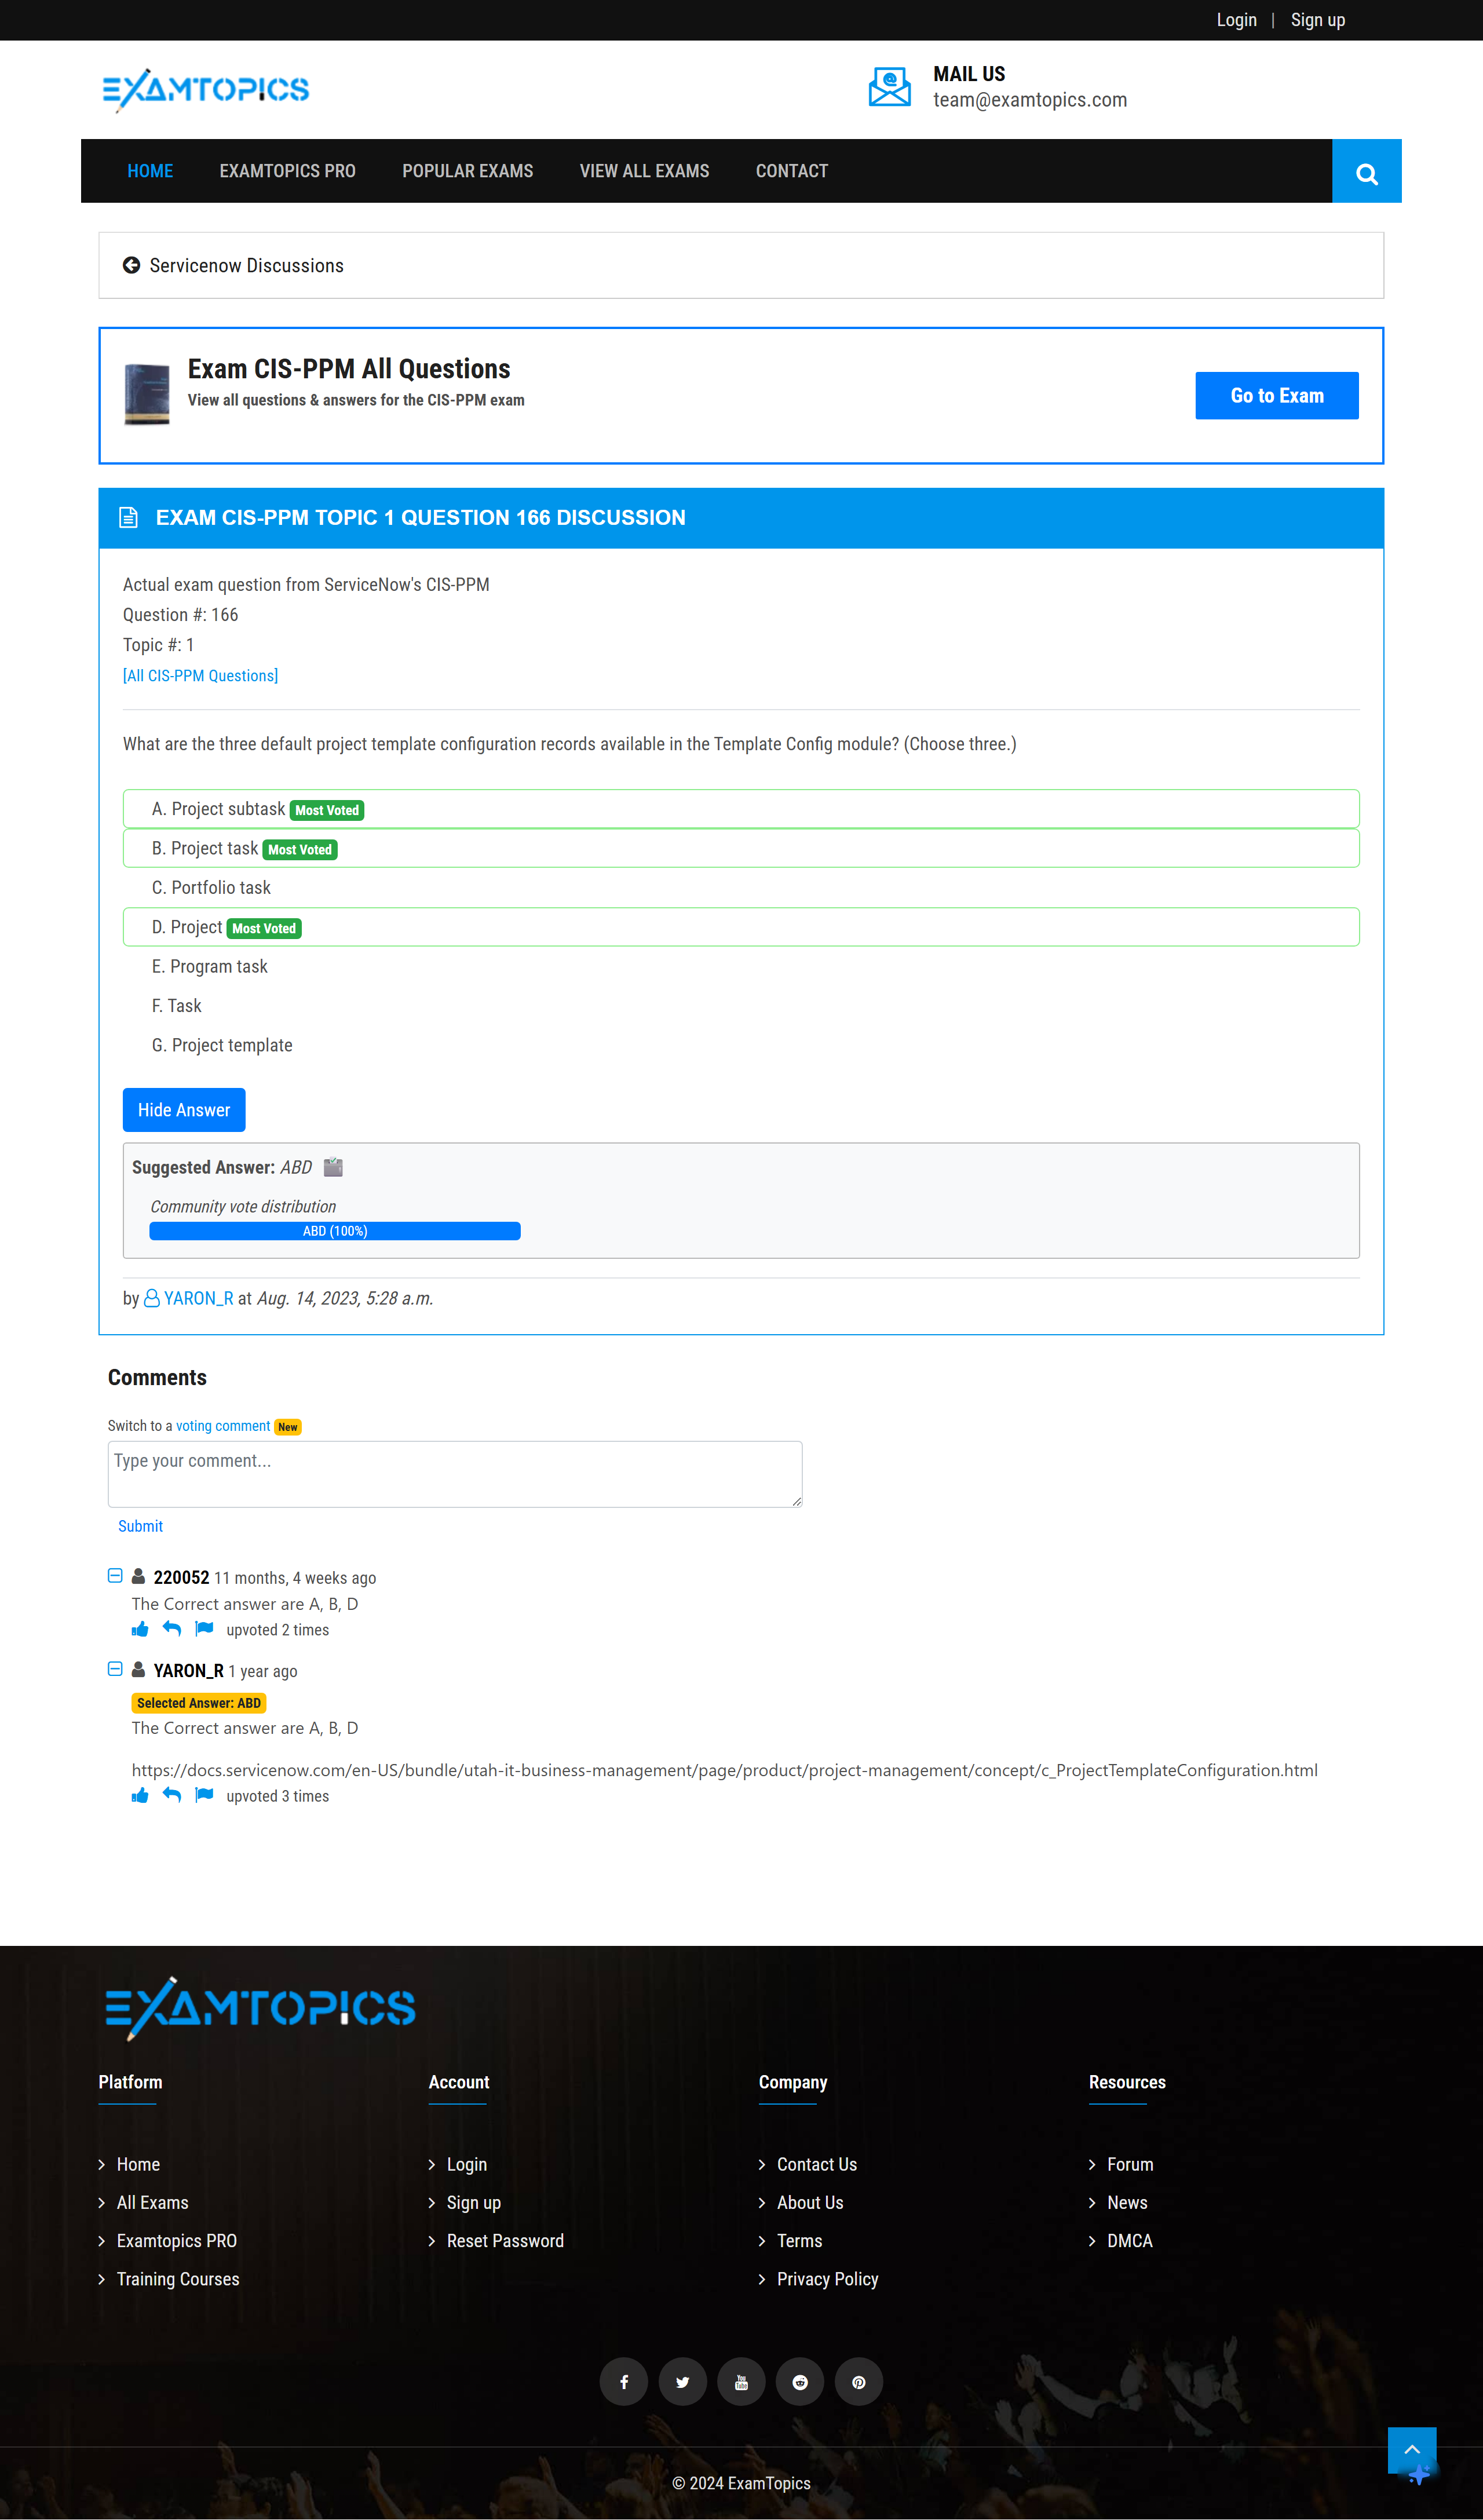 Login | Sign up
EXAMTOPICS
MAIL US
team@examtopics.com
HOME EXAMTOPICS PRO POPULAR EXAMS VIEW ALL EXAMS CONTACT
Servicenow Discussions
Exam CIS-PPM All Questions
View all questions & answers for the CIS-PPM exam
Go to Exam
EXAM CIS-PPM TOPIC 1 QUESTION 166 DISCUSSION
Actual exam question from ServiceNow's CIS-PPM
Question #: 166
Topic #: 1
[All CIS-PPM Questions]
What are the three default project template configuration records available in the Template Config module? (Choose three.)
A. Project subtask Most Voted
B. Project task Most Voted
C. Portfolio task
D. Project Most Voted
E. Program task
F. Task
G. Project template
Hide Answer
Suggested Answer: ABD
Community vote distribution
ABD (100%)
by YARON_R at Aug. 14, 2023, 5:28 a.m.
Comments
Switch to a voting comment New
Type your comment...
Submit
220052 11 months, 4 weeks ago
The Correct answer are A, B, D
upvoted 2 times
YARON_R 1 year ago
Selected Answer: ABD
The Correct answer are A, B, D
https://docs.servicenow.com/en-US/bundle/utah-it-business-management/page/product/project-management/concept/c_ProjectTemplateConfiguration.html
upvoted 3 times
EXAMTOPICS
Platform Account Company Resources
Home Login Contact Us Forum
All Exams Sign up About Us News
Examtopics PRO Reset Password Terms DMCA
Training Courses Privacy Policy
You Tube
© 2024 ExamTopics